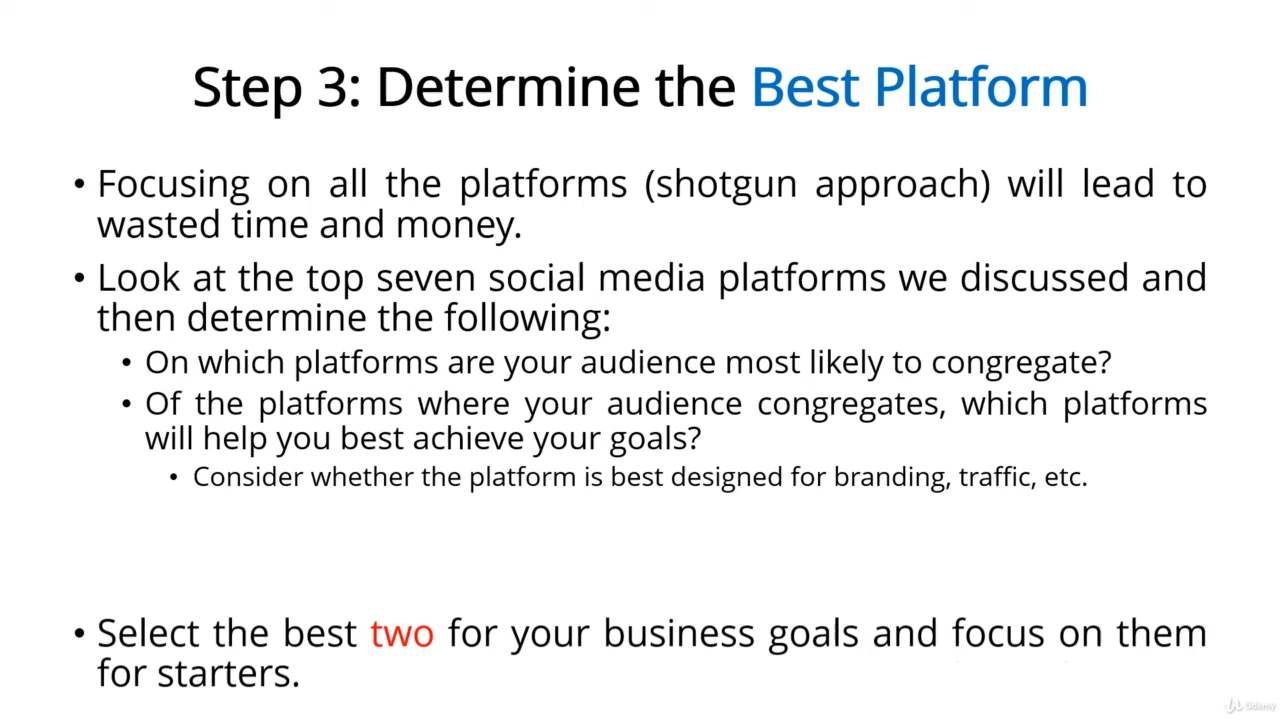 Step 3: Determine the Best Platform
• Focusing on all the platforms (shotgun approach) will lead to
wasted time and money.
• Look at the top seven social media platforms we discussed and
then determine the following:
• On which platforms are your audience most likely to congregate?
• Of the platforms where your audience congregates, which platforms
will help you best achieve your goals?
• Consider whether the platform is best designed for branding, traffic, etc.
• Select the best two for your business goals and focus on them
for starters.
Udemy